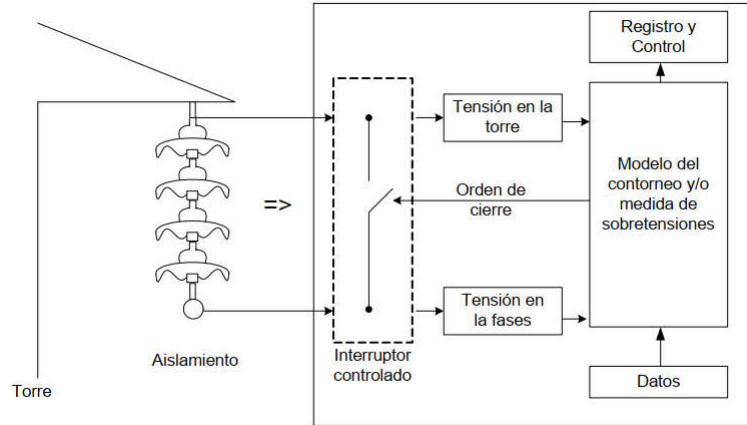 Registro y
Control
Tensión en la
torre
Modelo del
contorneo y/o
medida de
sobretensiones
=>
Orden de
cierre
Tensión en
la fases
Aislamiento
Interruptor
controlado
Datos
Torre